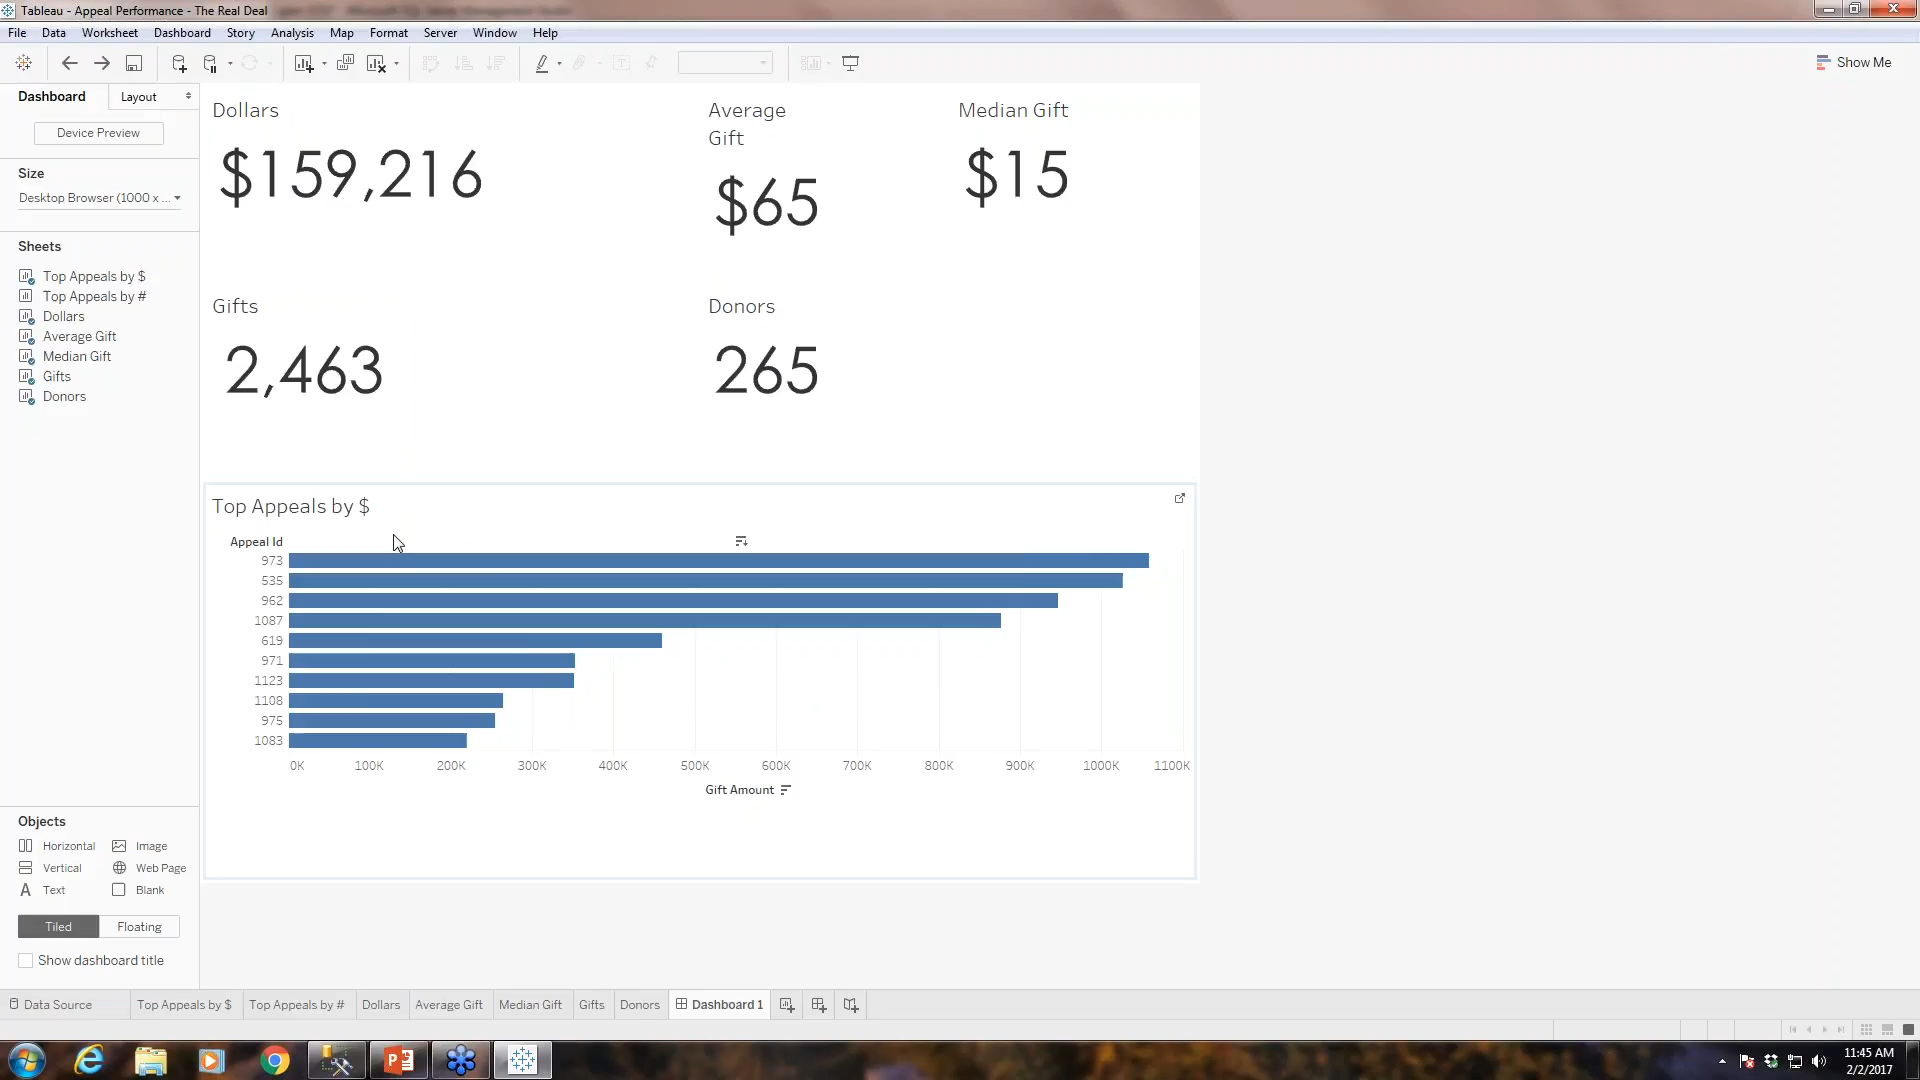 Tableau - Appeal Performance - The Real Deal
File Data Worksheet Dashboard Story Analysis Map Format Server Window Help
Show Me
Dashboard Layout
Device Preview
Size
Desktop Browser (1000 x ...
Sheets
Top Appeals by $
Top Appeals by #
Dollars
Average Gift
Median Gift
Gifts
Donors
Objects
Horizontal Image
Vertical Web Page
A Text Blank
Tiled Floating
Show dashboard title
Dollars
$159,216
Average
Gift
$65
Median Gift
$15
Gifts
2,463
Donors
265
Top Appeals by $
Appeal Id
973
535
962
1087
619
971
1123
1108
975
1083
0K 100K 200K 300K 400K 500K 600K 700K 800K 900K 1000K 1100K
Gift Amount
Data Source Top Appeals by $ Top Appeals by # Dollars Average Gift Median Gift Gifts Donors Dashboard 1
11:45 AM
2/2/2017